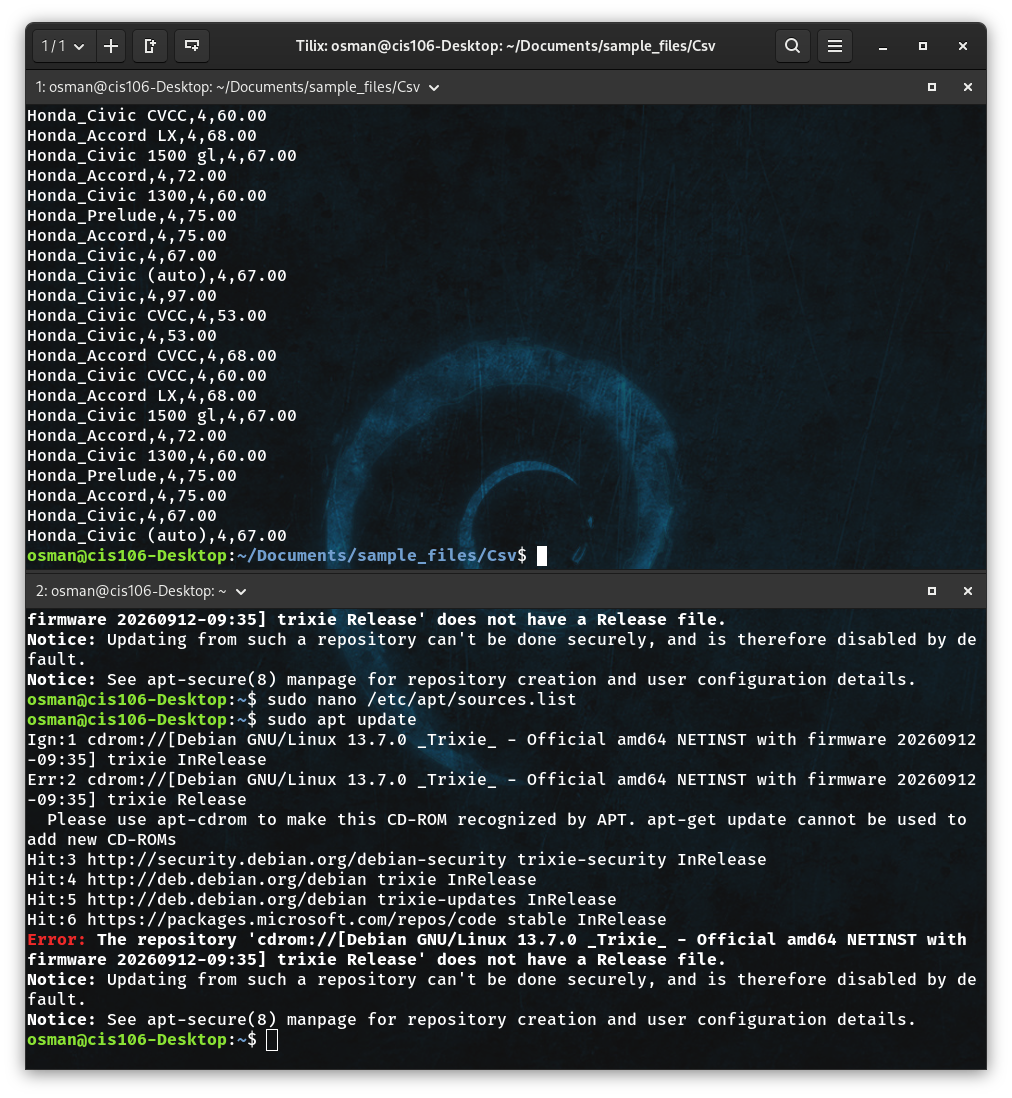 1 / 1
Tilix: osman@cis106-Desktop: ~/Documents/sample_files/Csv
1: osman@cis106-Desktop: ~/Documents/sample_files/Csv
Honda_Civic CVCC,4,60.00
Honda_Accord LX,4,68.00
Honda_Civic 1500 gl,4,67.00
Honda_Accord,4,72.00
Honda_Civic 1300,4,60.00
Honda_Prelude,4,75.00
Honda_Accord,4,75.00
Honda_Civic,4,67.00
Honda_Civic (auto),4,67.00
Honda_Civic,4,97.00
Honda_Civic CVCC,4,53.00
Honda_Civic,4,53.00
Honda_Accord CVCC,4,68.00
Honda_Civic CVCC,4,60.00
Honda_Accord LX,4,68.00
Honda_Civic 1500 gl,4,67.00
Honda_Accord,4,72.00
Honda_Civic 1300,4,60.00
Honda_Prelude,4,75.00
Honda_Accord,4,75.00
Honda_Civic,4,67.00
Honda_Civic (auto),4,67.00
osman@cis106-Desktop:~/Documents/sample_files/Csv$
2: osman@cis106-Desktop: ~
firmware 20260912-09:35] trixie Release' does not have a Release file.
Notice: Updating from such a repository can't be done securely, and is therefore disabled by de
fault.
Notice: See apt-secure(8) manpage for repository creation and user configuration details.
osman@cis106-Desktop:~$ sudo nano /etc/apt/sources.list
osman@cis106-Desktop:~$ sudo apt update
Ign:1 cdrom://[Debian GNU/Linux 13.7.0 _Trixie_ - Official amd64 NETINST with firmware 20260912
-09:35] trixie InRelease
Err:2 cdrom://[Debian GNU/Linux 13.7.0 _Trixie_ - Official amd64 NETINST with firmware 20260912
-09:35] trixie Release
  Please use apt-cdrom to make this CD-ROM recognized by APT. apt-get update cannot be used to
add new CD-ROMs
Hit:3 http://security.debian.org/debian-security trixie-security InRelease
Hit:4 http://deb.debian.org/debian trixie InRelease
Hit:5 http://deb.debian.org/debian trixie-updates InRelease
Hit:6 https://packages.microsoft.com/repos/code stable InRelease
Error: The repository 'cdrom://[Debian GNU/Linux 13.7.0 _Trixie_ - Official amd64 NETINST with
firmware 20260912-09:35] trixie Release' does not have a Release file.
Notice: Updating from such a repository can't be done securely, and is therefore disabled by de
fault.
Notice: See apt-secure(8) manpage for repository creation and user configuration details.
osman@cis106-Desktop:~$